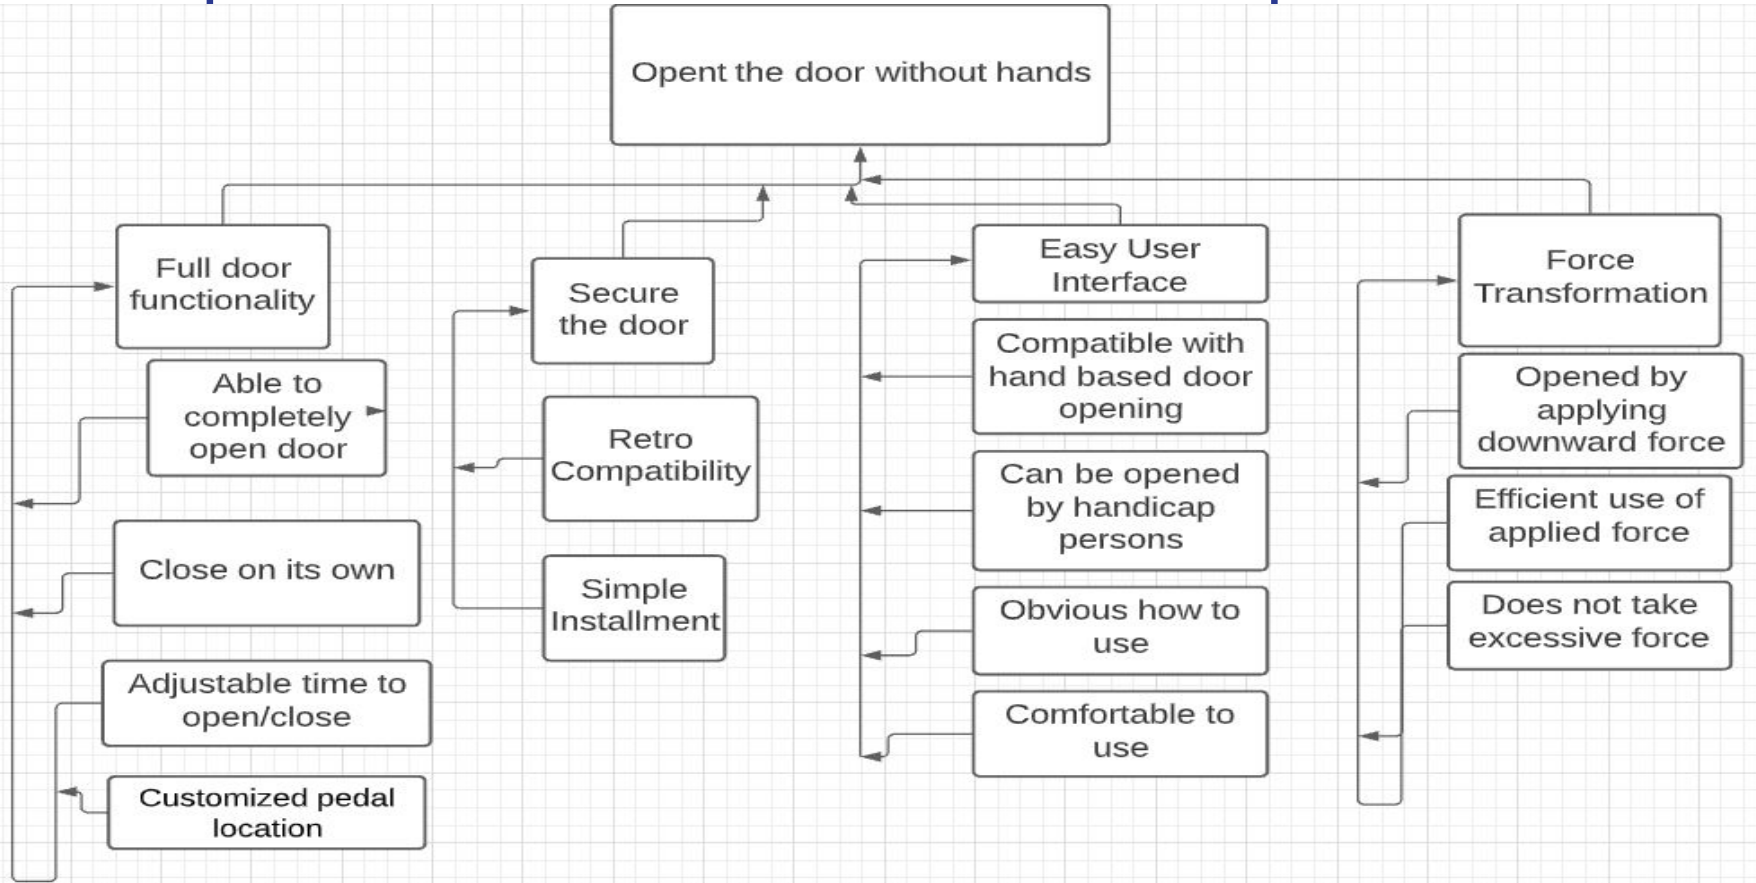 Opent the door without hands
Full door
functionality
Able to
completely
open door
Close on its own
Adjustable time to
open/close
Customized pedal
location
Secure
the door
Retro
Compatibility
Simple
Installment
Easy User
Interface
Compatible with
hand based door
opening
Can be opened
by handicap
persons
Obvious how to
use
Comfortable to
use
Force
Transformation
Opened by
applying
downward force
Efficient use of
applied force
Does not take
excessive force